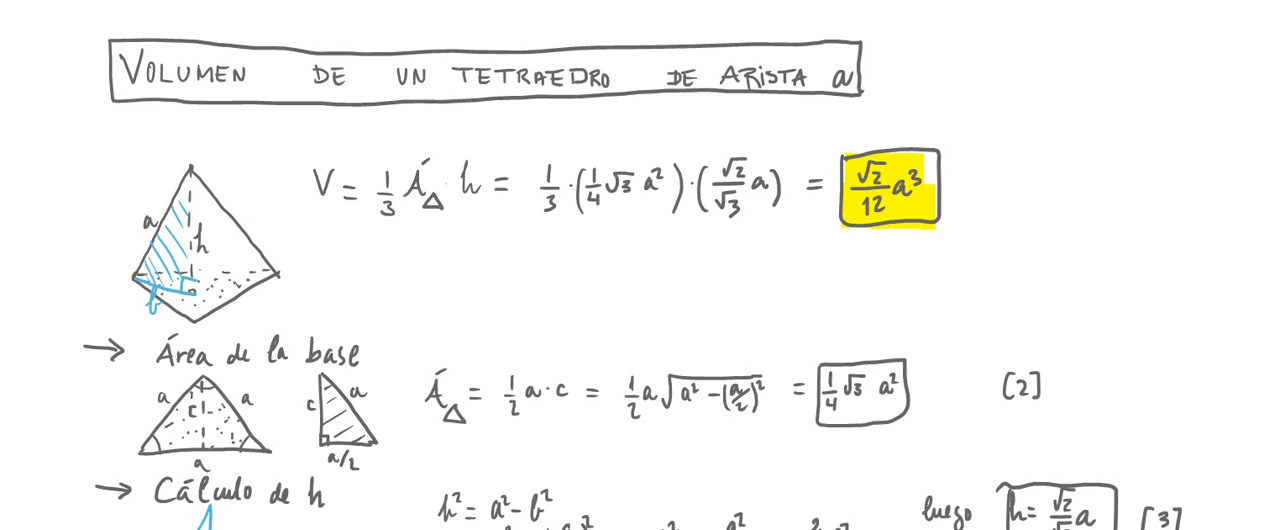 VOLUMEN DE UN TETRAEDRO DE ARISTA a
V = 1/3 Á△ · h = 1/3 · (1/4 √3 a²) · (√2/√3 a) = √2/12 a³
a
h
b
→ Área de la base
a c a
a
c a
a/2
Á△ = 1/2 a · c = 1/2 a √(a² - (a/2)²) = 1/4 √3 a² [2]
→ Cálculo de h
h² = a² - b²
luego h = √2/√3 a [3]